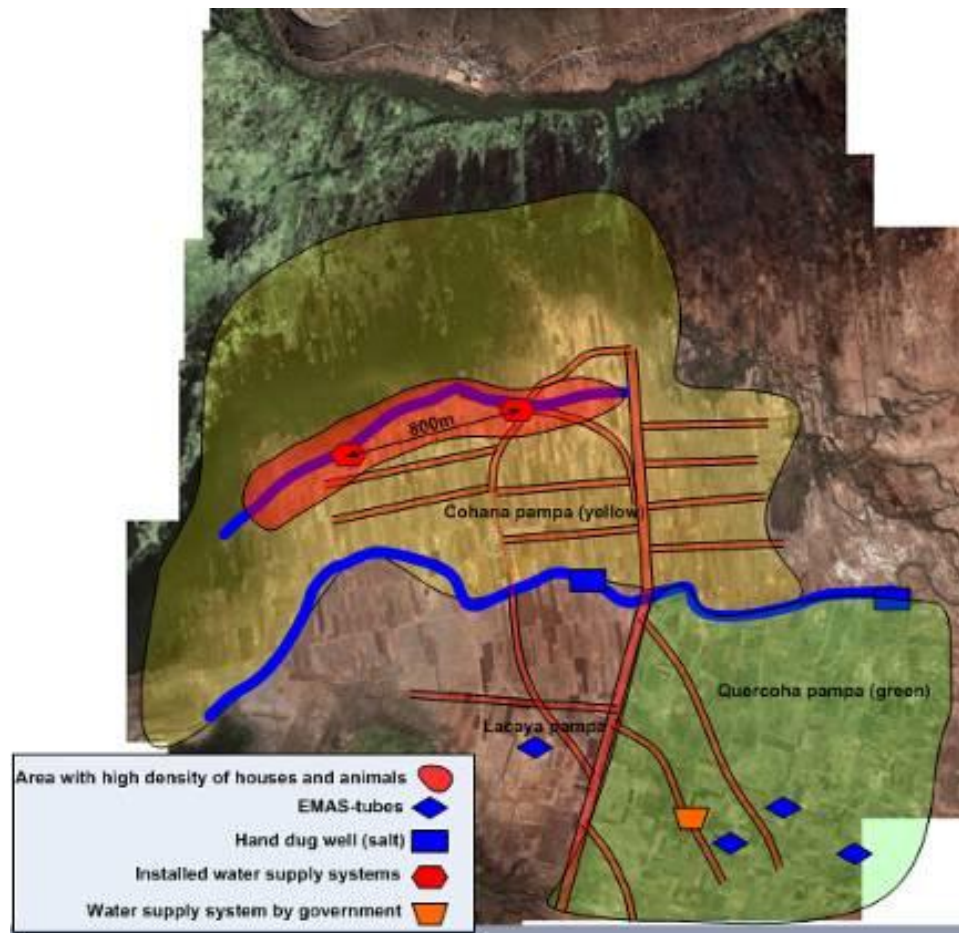 800m
Cohana pampa (yellow)
Quercoha pampa (green)
Lacaya pampa
Area with high density of houses and animals
EMAS-tubes
Hand dug well (salt)
Installed water supply systems
Water supply system by government